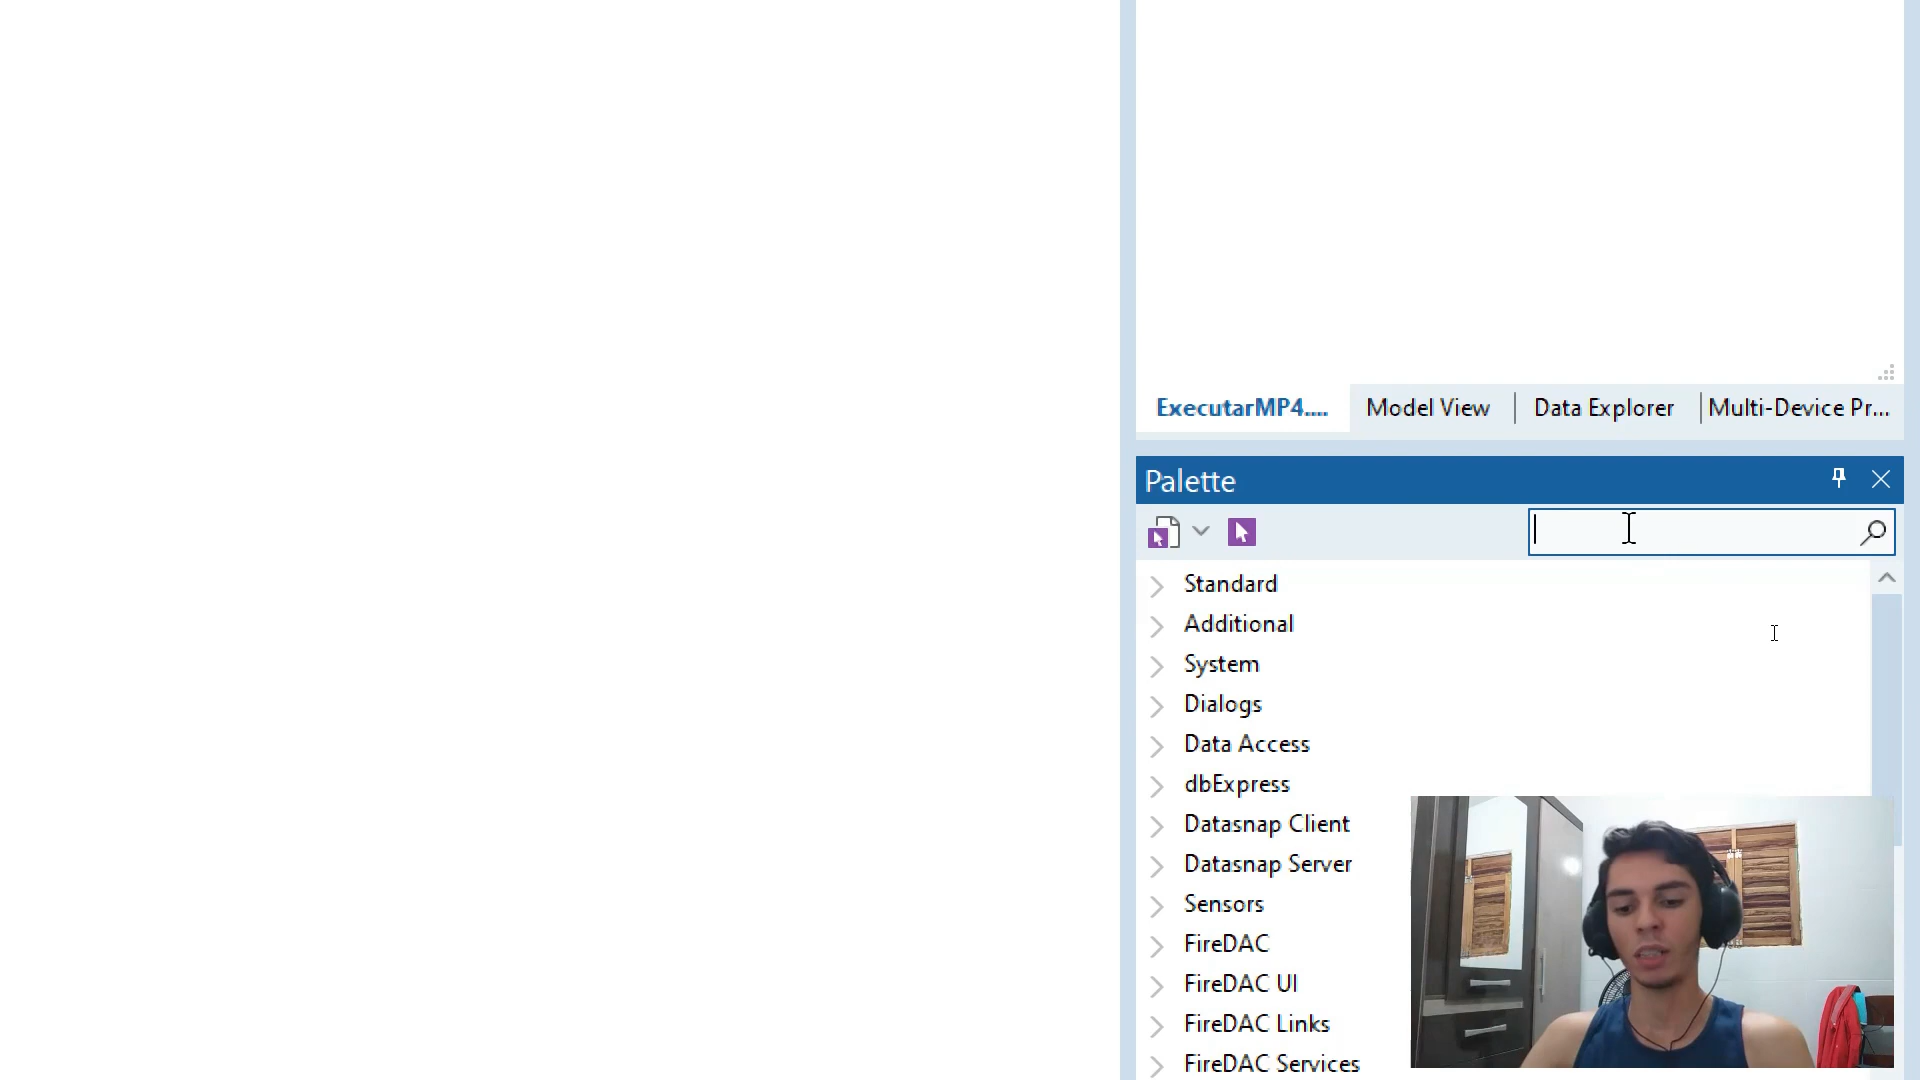 ExecutarMP4.... Model View Data Explorer Multi-Device Pr...
Palette
Standard
Additional
System
Dialogs
Data Access
dbExpress
Datasnap Client
Datasnap Server
Sensors
FireDAC
FireDAC UI
FireDAC Links
FireDAC Services